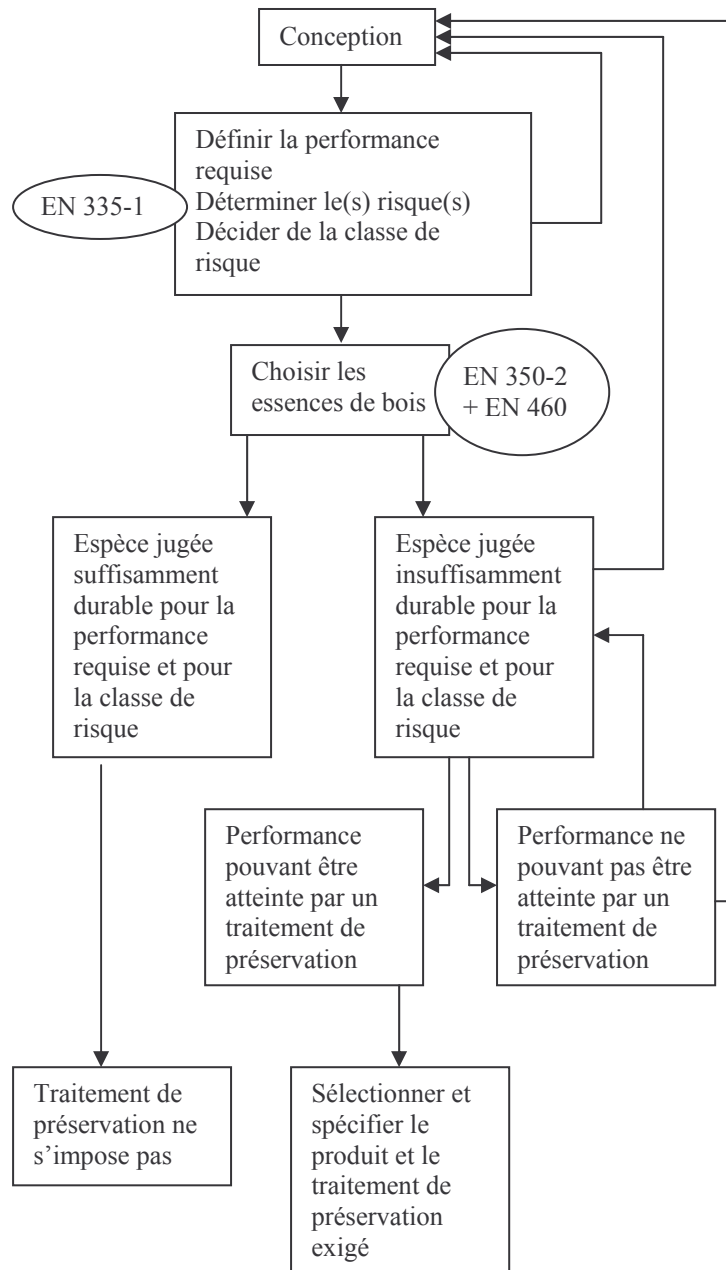 Conception
Définir la performance
requise
Déterminer le(s) risque(s)
Décider de la classe de
risque
EN 335-1
Choisir les
essences de bois
EN 350-2
+ EN 460
Espèce jugée
suffisamment
durable pour la
performance
requise et pour
la classe de
risque
Espèce jugée
insuffisamment
durable pour la
performance
requise et pour
la classe de
risque
Performance
pouvant être
atteinte par un
traitement de
préservation
Performance ne
pouvant pas être
atteinte par un
traitement de
préservation
Traitement de
préservation ne
s’impose pas
Sélectionner et
spécifier le
produit et le
traitement de
préservation
exigé